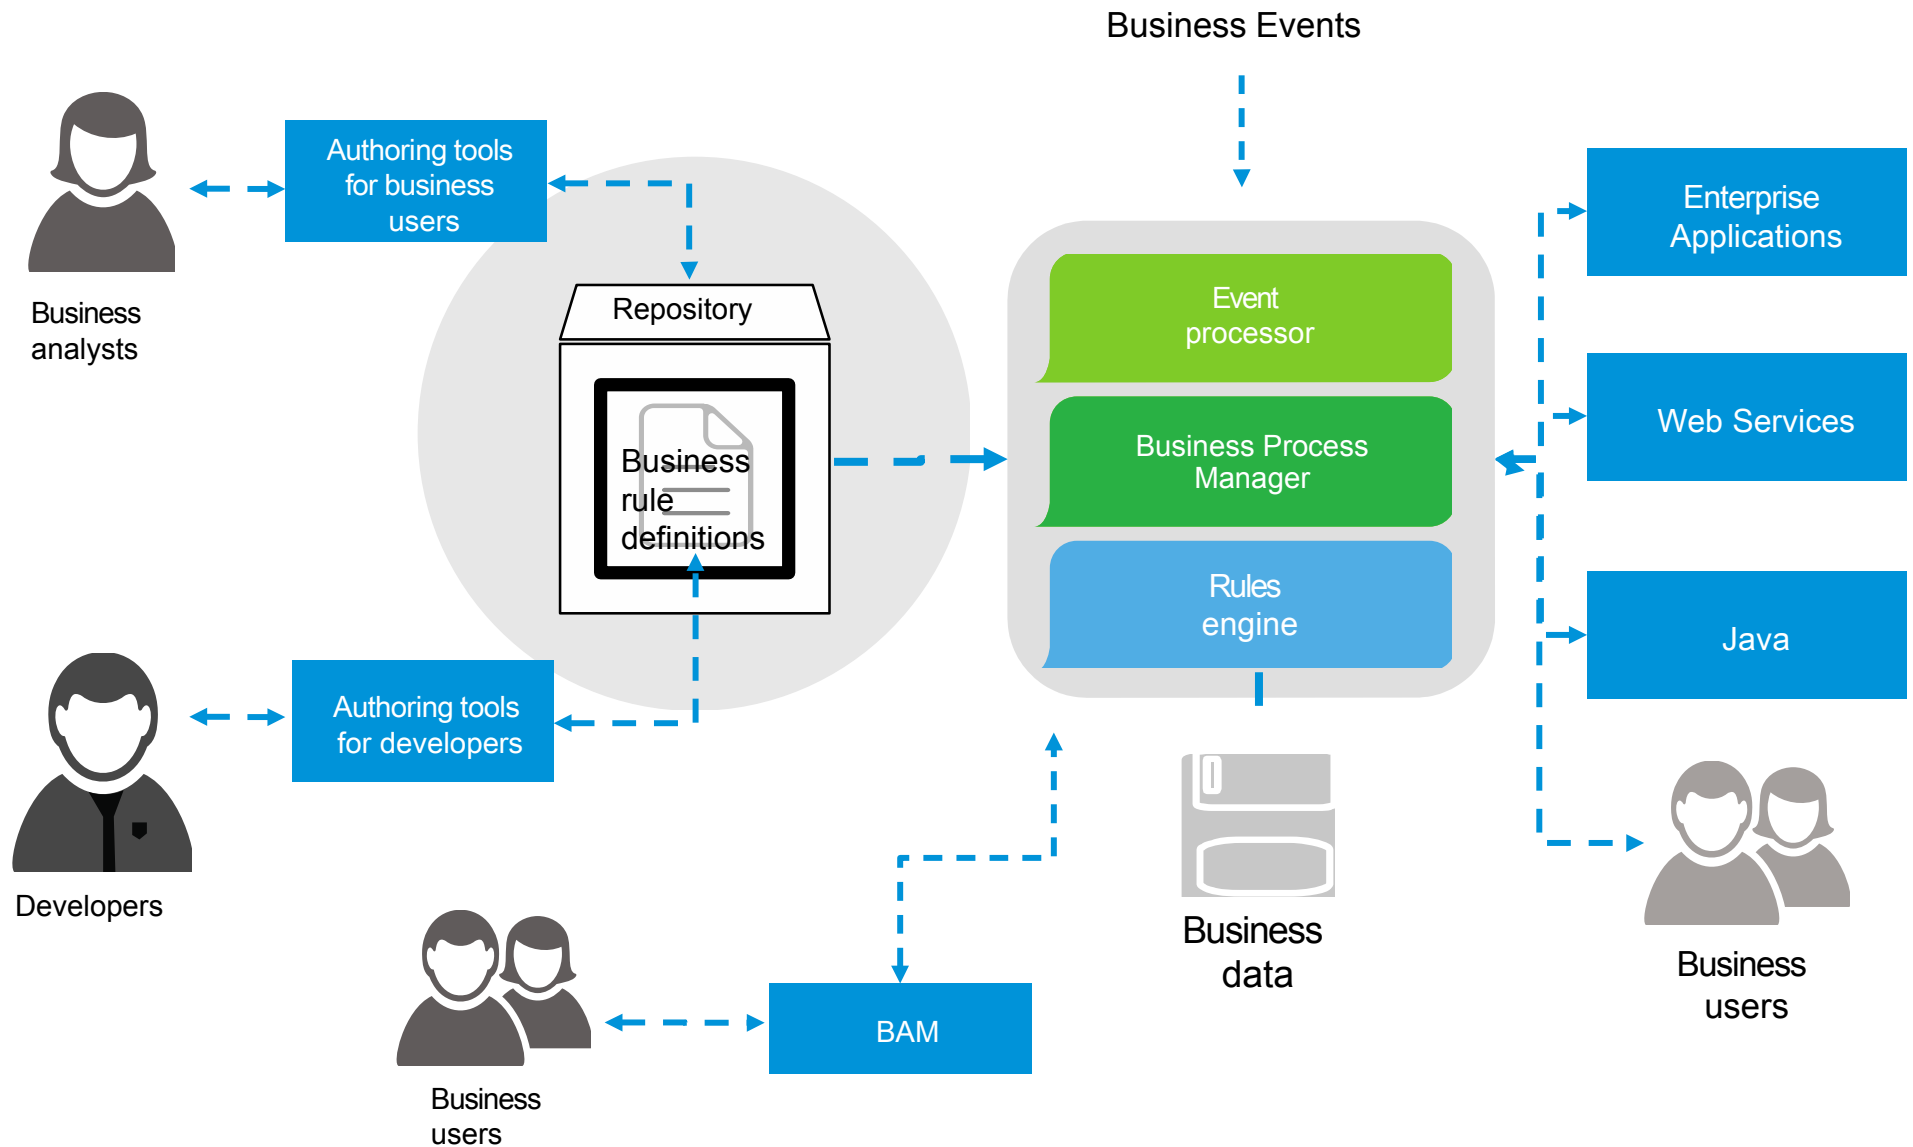 Business Events
Authoring tools
for business
users
Business
analysts
Repository
Business
rule
definitions
Event
processor
Business Process
Manager
Rules
engine
Enterprise
Applications
Web Services
Java
Authoring tools
for developers
Developers
Business
users
BAM
Business
data
Business
users